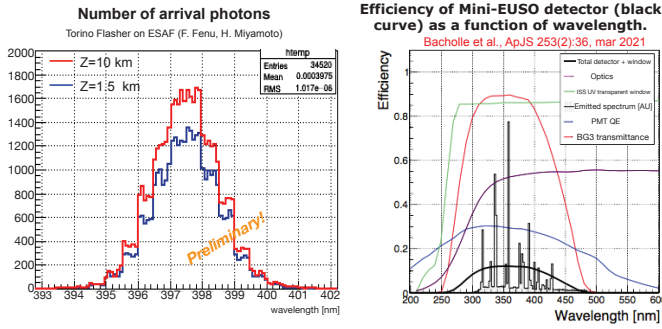 Number of arrival photons
Torino Flasher on ESAF (F. Fenu, H. Miyamoto)
htemp
Entries 34520
Mean 0.0003975
RMS 1.017e-06
Z=10 km
Z=1.5 km
2000
1800
1600
1400
1200
1000
800
600
400
200
0
Preliminary!
393 394 395 396 397 398 399 400 401 402
wavelength [nm]
Efficiency of Mini-EUSO detector (black
curve) as a function of wavelength.
Bacholle et al., ApJS 253(2):36, mar 2021
Efficiency
Total detector + window
Optics
ISS UV transparent window
Emitted spectrum [AU]
PMT QE
BG3 transmittance
1
0.8
0.6
0.4
0.2
0
200 250 300 350 400 450 500 550 600
Wavelength [nm]